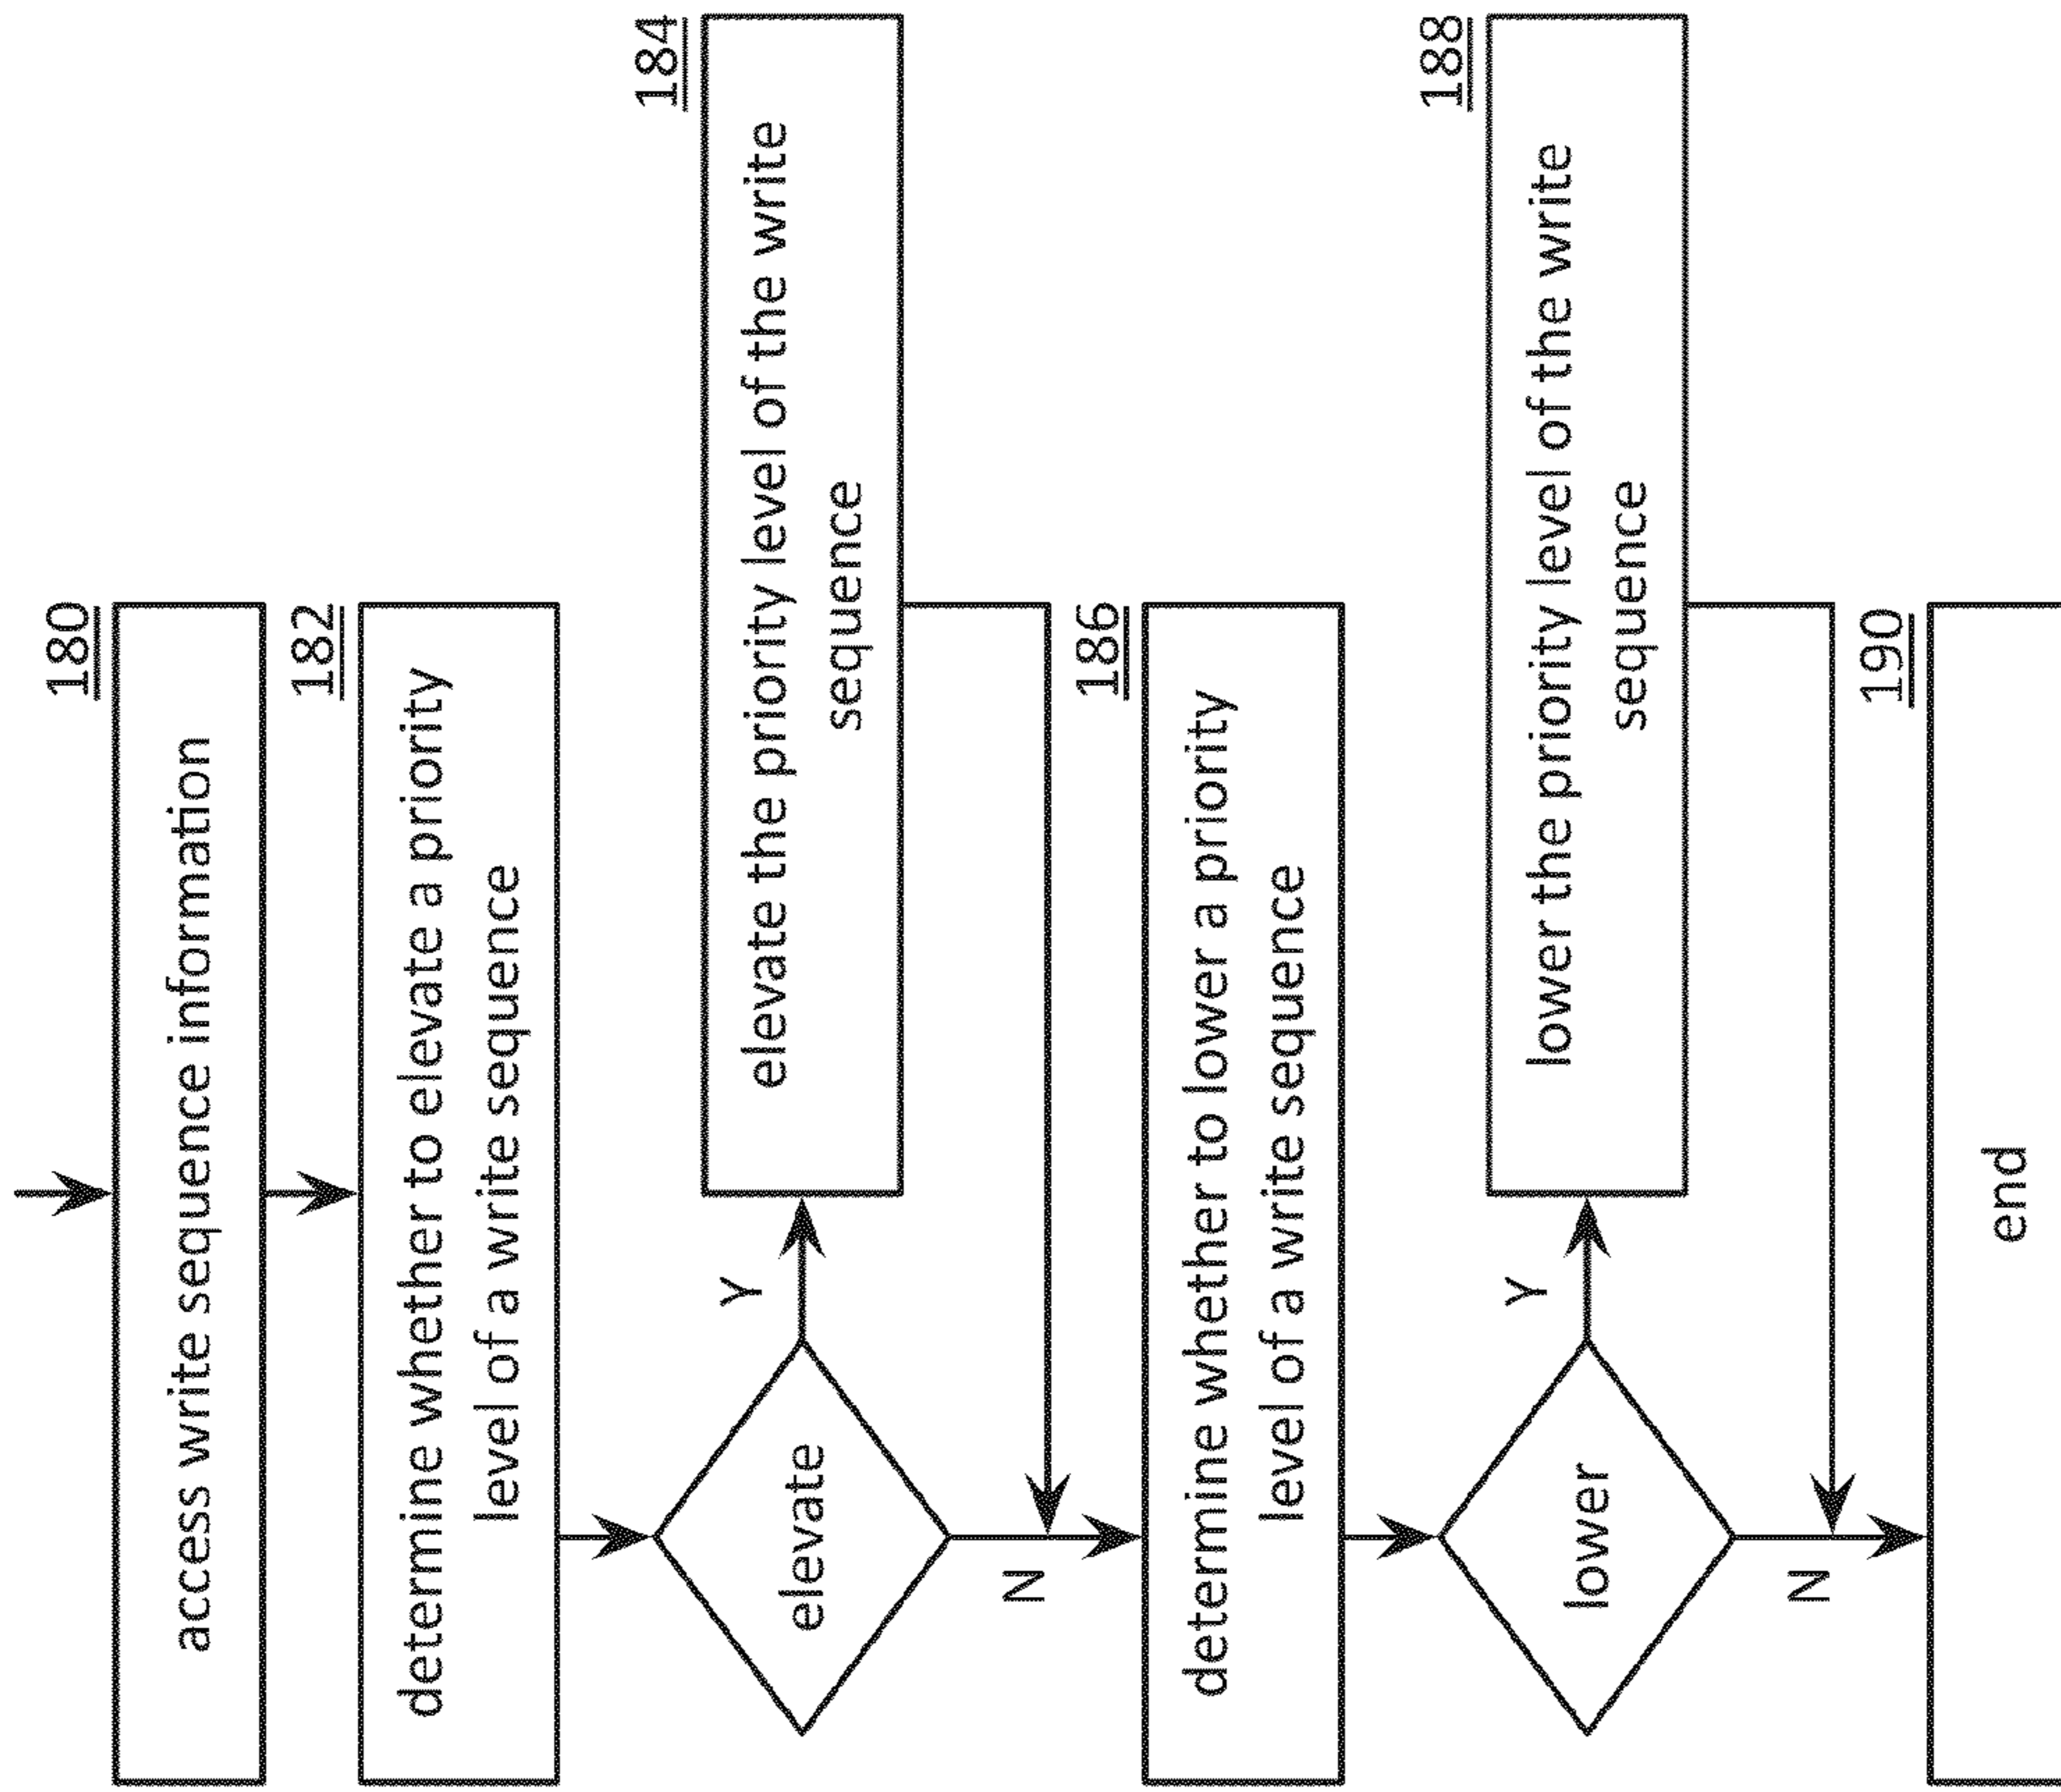 180
access write sequence information
182
determine whether to elevate a priority
level of a write sequence
elevate
Y
N
184
elevate the priority level of the write
sequence
186
determine whether to lower a priority
level of a write sequence
lower
Y
N
188
lower the priority level of the write
sequence
190
end